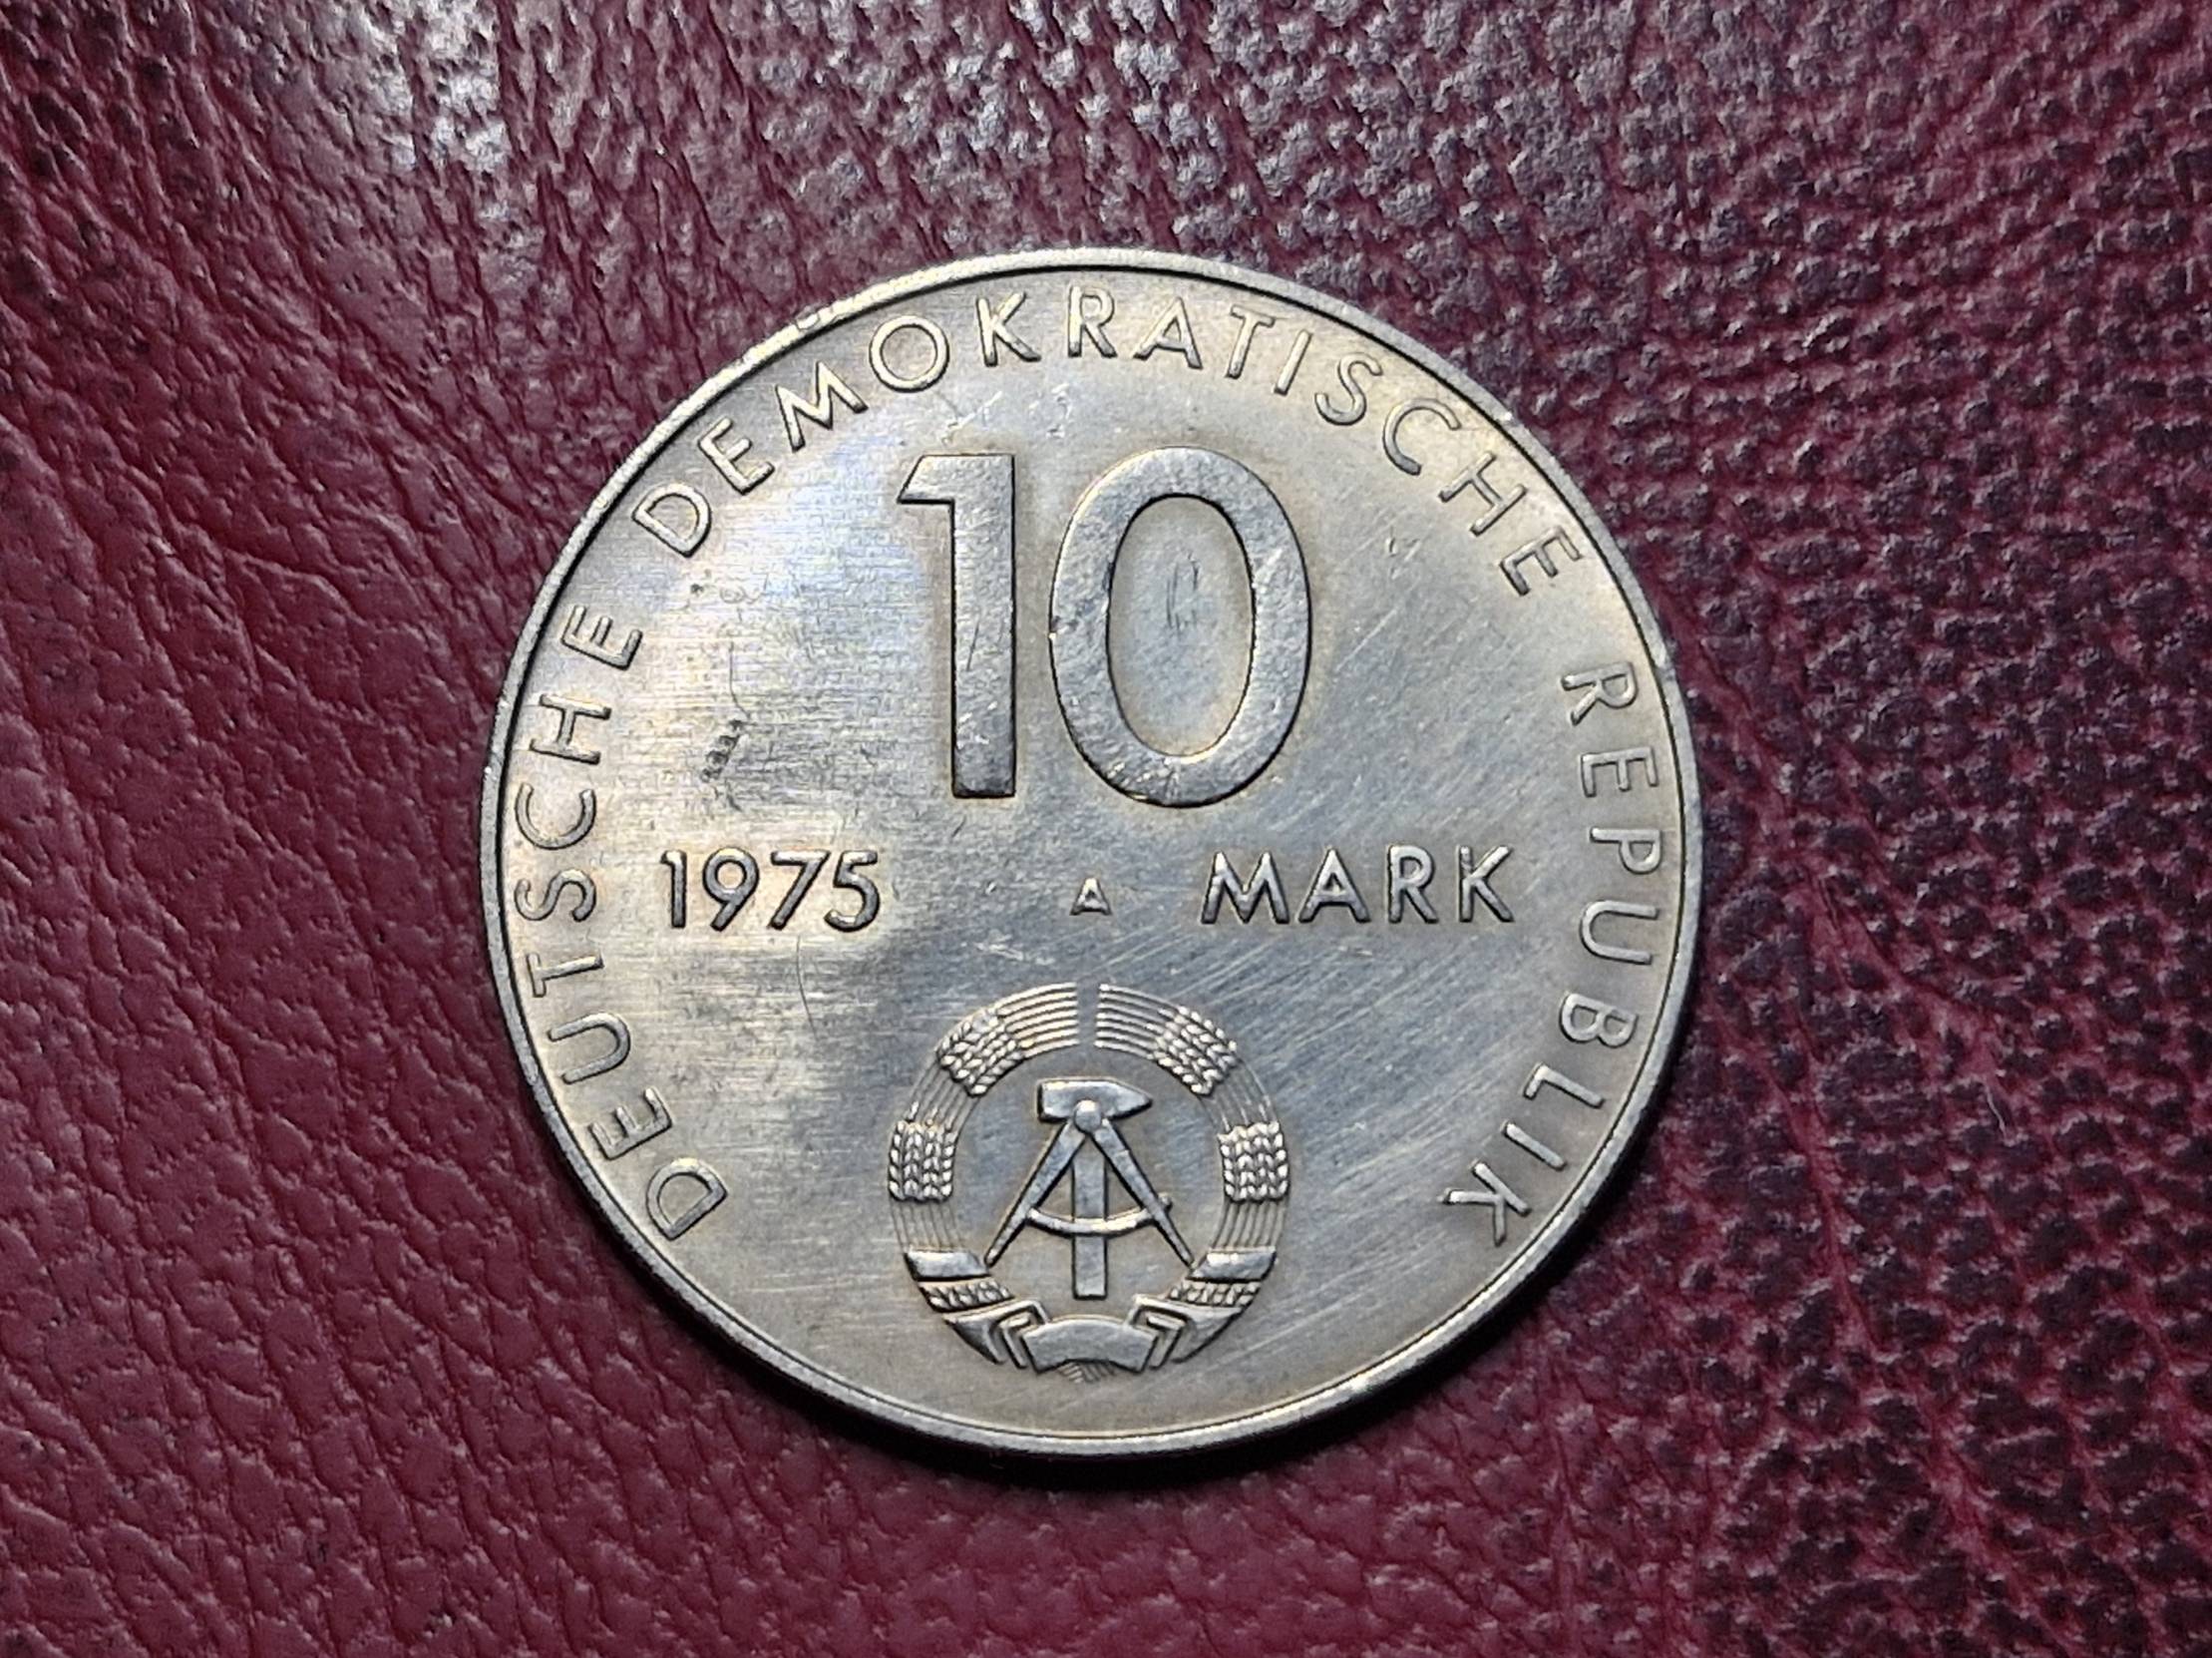 DEUTSCHE DEMOKRATISCHE REPUBLIK
10
1975 A MARK